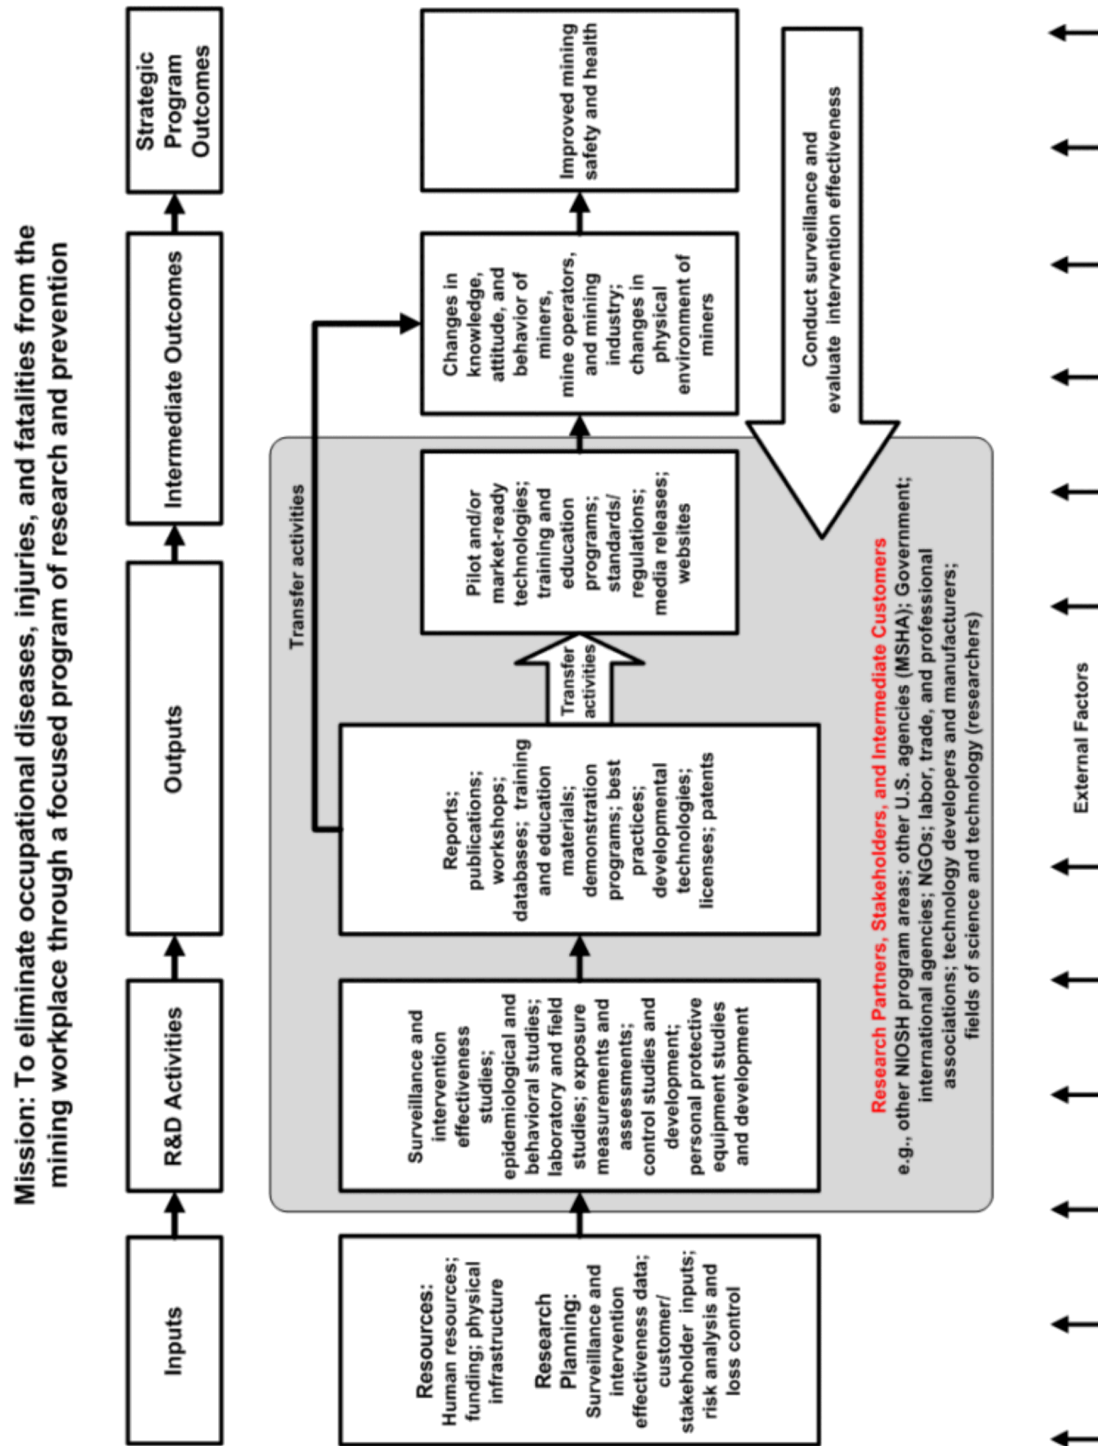 Mission: To eliminate occupational diseases, injuries, and fatalities from the
mining workplace through a focused program of research and prevention
Inputs
R&D Activities
Outputs
Intermediate Outcomes
Strategic
Program
Outcomes
Transfer activities
Resources:
Human resources;
funding; physical
infrastructure
Research
Planning:
Surveillance and
intervention
effectiveness data;
customer/
stakeholder inputs;
risk analysis and
loss control
Surveillance and
intervention
effectiveness
studies;
epidemiological and
behavioral studies;
laboratory and field
studies; exposure
measurements and
assessments;
control studies and
development;
personal protective
equipment studies
and development
Reports;
publications;
workshops;
databases; training
and education
materials;
demonstration
programs; best
practices;
developmental
technologies;
licenses; patents
Transfer
activities
Pilot and/or
market-ready
technologies;
training and
education
programs;
standards/
regulations;
media releases;
websites
Changes in
knowledge,
attitude, and
behavior of
miners,
mine operators,
and mining
industry;
changes in
physical
environment of
miners
Improved mining
safety and health
Conduct surveillance and
evaluate intervention effectiveness
Research Partners, Stakeholders, and Intermediate Customers
e.g., other NIOSH program areas; other U.S. agencies (MSHA); Government;
international agencies; NGOs; labor, trade, and professional
associations; technology developers and manufacturers;
fields of science and technology (researchers)
External Factors